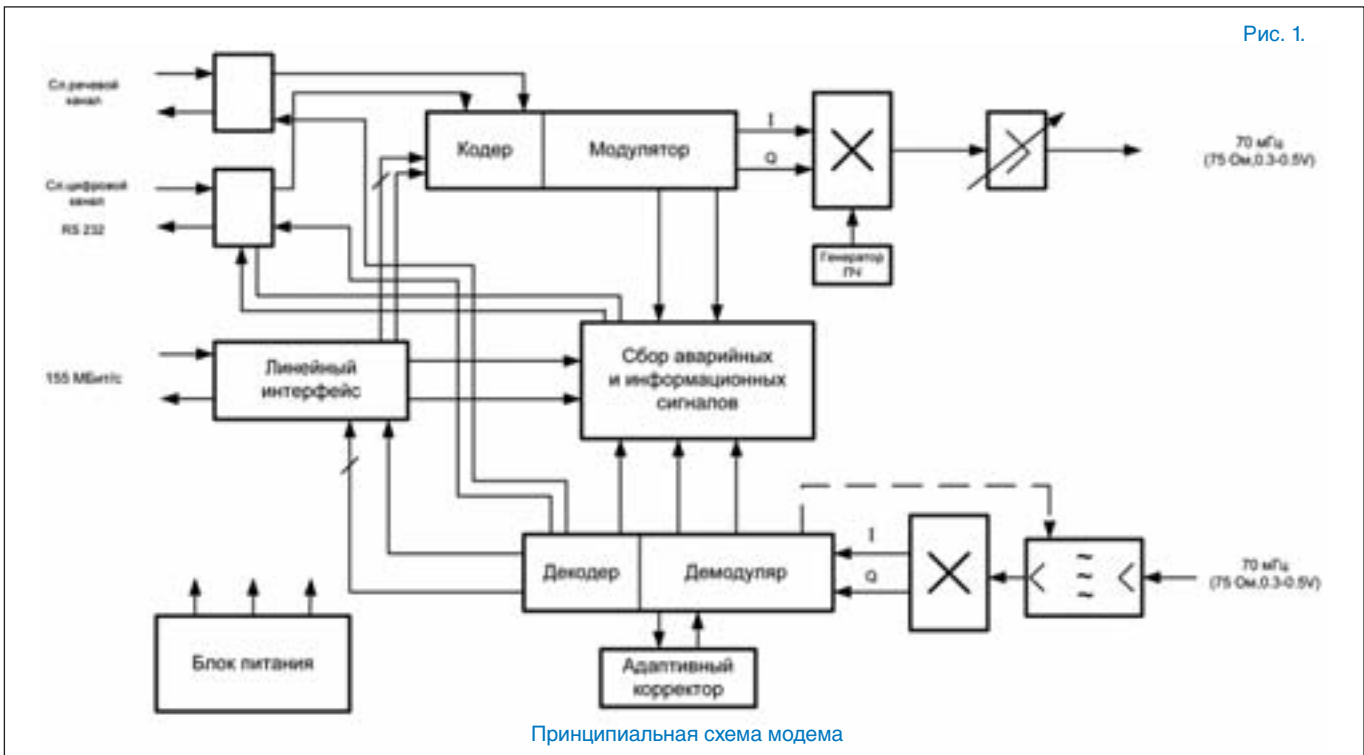 Рис. 1.
Сл.речевой
канал
Сл.цифровой
канал
RS 232
155 МБит/с
Кодер
Модулятор
I
Q
Генератор
ПЧ
70 мГц
(75 Ом,0.3-0.5V)
Линейный
интерфейс
Сбор аварийных
и информационных
сигналов
Декодер
Демодуляр
I
Q
70 мГц
(75 Ом,0.3-0.5V)
Блок питания
Адаптивный
корректор
Принципиальная схема модема